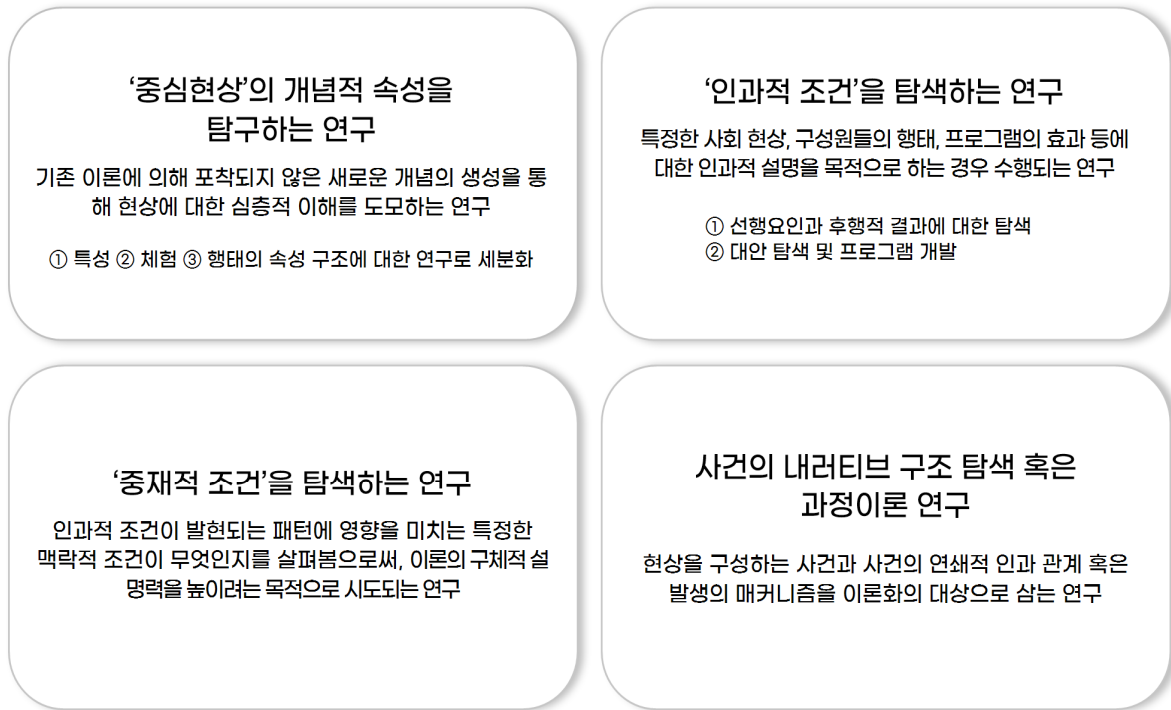 ‘중심현상’의 개념적 속성을
탐구하는 연구
기존 이론에 의해 포착되지 않은 새로운 개념의 생성을 통
해 현상에 대한 심층적 이해를 도모하는 연구
① 특성 ② 체험 ③ 행태의 속성 구조에 대한 연구로 세분화
‘인과적 조건’을 탐색하는 연구
특정한 사회 현상, 구성원들의 행태, 프로그램의 효과 등에
대한 인과적 설명을 목적으로 하는 경우 수행되는 연구
① 선행요인과 후행적 결과에 대한 탐색
② 대안 탐색 및 프로그램 개발
‘중재적 조건’을 탐색하는 연구
인과적 조건이 발현되는 패턴에 영향을 미치는 특정한
맥락적 조건이 무엇인지를 살펴봄으로써, 이론의 구체적 설
명력을 높이려는 목적으로 시도되는 연구
사건의 내러티브 구조 탐색 혹은
과정이론 연구
현상을 구성하는 사건과 사건의 연쇄적 인과 관계 혹은
발생의 매커니즘을 이론화의 대상으로 삼는 연구